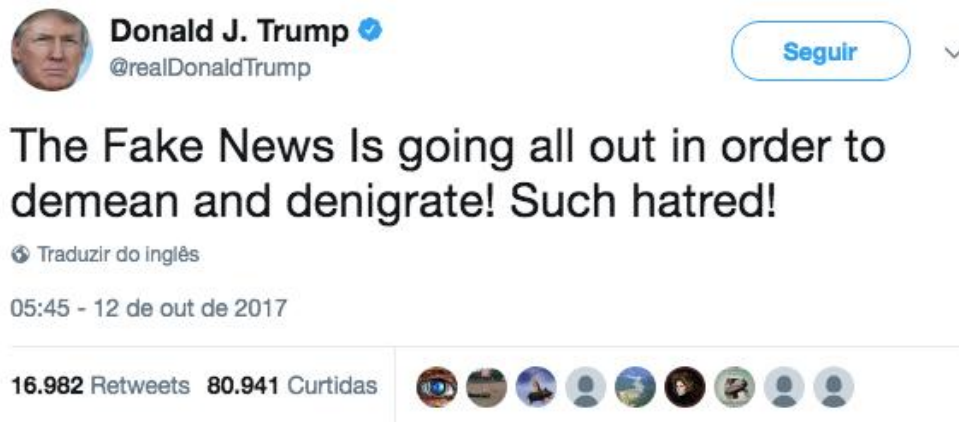 Donald J. Trump
@realDonaldTrump
Seguir
The Fake News Is going all out in order to
demean and denigrate! Such hatred!
Traduzir do inglês
05:45 - 12 de out de 2017
16.982 Retweets 80.941 Curtidas